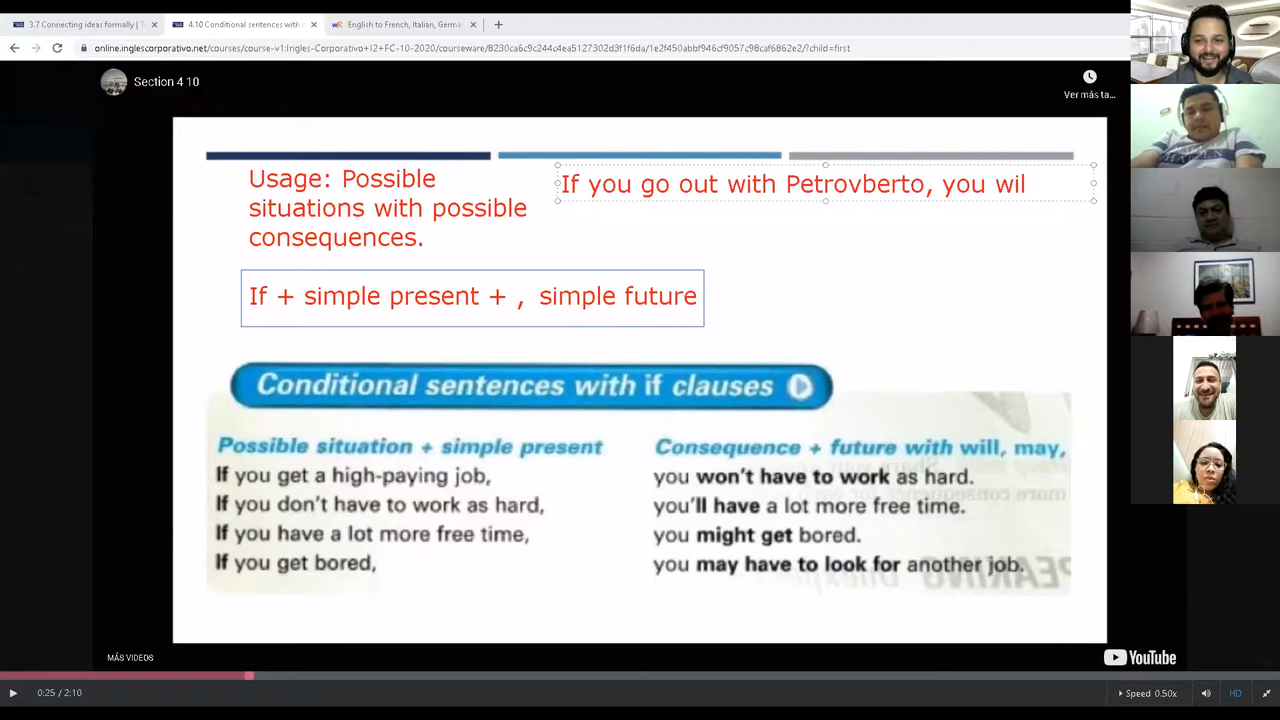 3.7 Connecting ideas formally | T
4.10 Conditional sentences with
English to French, Italian, Germa
online.inglescorporativo.net/courses/course-v1:Ingles-Corporativo+I2+FC-10-2020/courseware/8230ca6c9c244c4ea5127302d3f1f6da/1e2f450abbf946cf9057c98caf6862e2/?child=first
Section 4 10
Ver más ta...
Usage: Possible
situations with possible
consequences.
If you go out with Petrovberto, you wil
If + simple present + , simple future
Conditional sentences with if clauses
Possible situation + simple present
Consequence + future with will, may,
If you get a high-paying job,
you won't have to work as hard.
If you don't have to work as hard,
you'll have a lot more free time.
If you have a lot more free time,
you might get bored.
If you get bored,
you may have to look for another job.
MÁS VIDEOS
YouTube
0:25 / 2:10
Speed 0.50x
HD